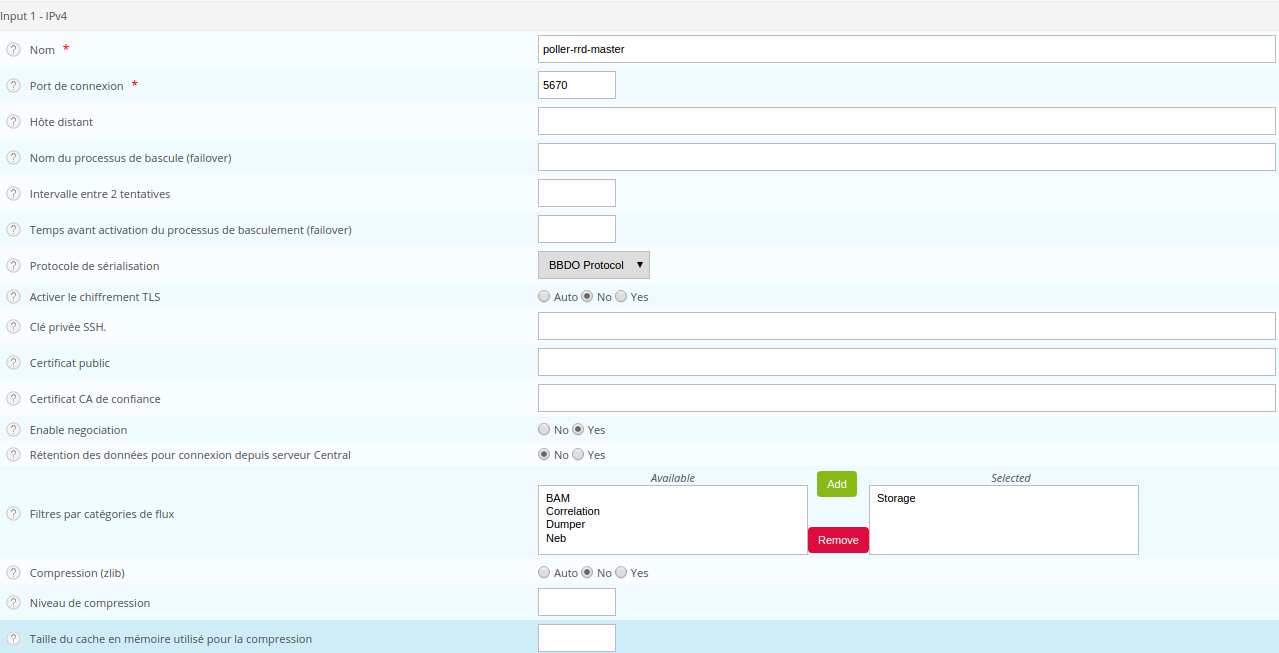 Input 1 - IPv4
? Nom *
poller-rrd-master
? Port de connexion *
5670
? Hôte distant
? Nom du processus de bascule (failover)
? Intervalle entre 2 tentatives
? Temps avant activation du processus de basculement (failover)
? Protocole de sérialisation
BBDO Protocol ▼
? Activer le chiffrement TLS
Auto No Yes
? Clé privée SSH.
? Certificat public
? Certificat CA de confiance
? Enable negociation
No Yes
? Rétention des données pour connexion depuis serveur Central
No Yes
? Filtres par catégories de flux
Available
BAM
Correlation
Dumper
Neb
Add
Remove
Selected
Storage
? Compression (zlib)
Auto No Yes
? Niveau de compression
? Taille du cache en mémoire utilisé pour la compression